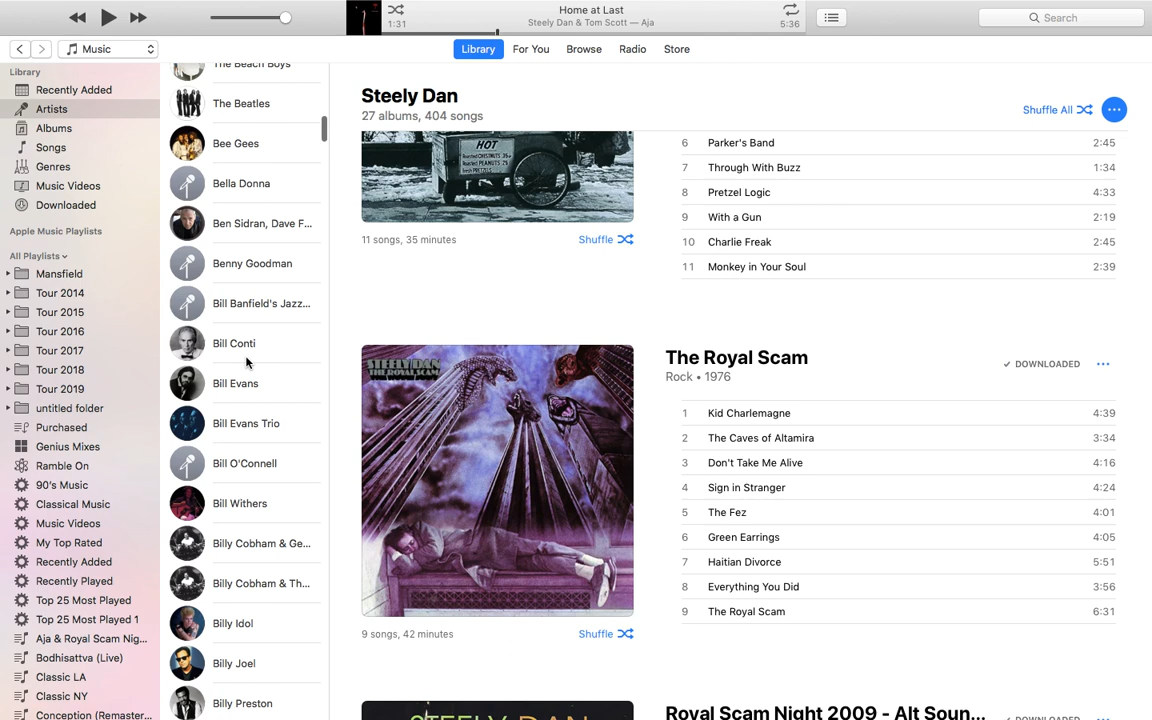 Home at Last
Steely Dan & Tom Scott — Aja
1:31
5:36
Search
Music
Library
For You
Browse
Radio
Store
Library
Recently Added
Artists
Albums
Songs
Genres
Music Videos
Downloaded
Apple Music Playlists
All Playlists
Mansfield
Tour 2014
Tour 2015
Tour 2016
Tour 2017
Tour 2018
Tour 2019
untitled folder
Purchased
Genius Mixes
Ramble On
90's Music
Classical Music
Music Videos
My Top Rated
Recently Added
Recently Played
Top 25 Most Played
Top 25 Most Played 1
Aja & Royal Scam Nig...
Bodhisattva (Live)
Classic LA
Classic NY
Conception (Remaster...
The Beach Boys
The Beatles
Bee Gees
Bella Donna
Ben Sidran, Dave F...
Benny Goodman
Bill Banfield's Jazz...
Bill Conti
Bill Evans
Bill Evans Trio
Bill O'Connell
Bill Withers
Billy Cobham & Ge...
Billy Cobham & Th...
Billy Idol
Billy Joel
Billy Preston
Steely Dan
27 albums, 404 songs
Shuffle All
HOT
11 songs, 35 minutes
Shuffle
6 Parker's Band 2:45
7 Through With Buzz 1:34
8 Pretzel Logic 4:33
9 With a Gun 2:19
10 Charlie Freak 2:45
11 Monkey in Your Soul 2:39
STEELY DAN
THE ROYAL SCAM
9 songs, 42 minutes
Shuffle
The Royal Scam
Rock • 1976
✓ DOWNLOADED
1 Kid Charlemagne 4:39
2 The Caves of Altamira 3:34
3 Don't Take Me Alive 4:16
4 Sign in Stranger 4:24
5 The Fez 4:01
6 Green Earrings 4:05
7 Haitian Divorce 5:51
8 Everything You Did 3:56
9 The Royal Scam 6:31
STEELY DAN
Royal Scam Night 2009 - Alt Soun...
✓ DOWNLOADED